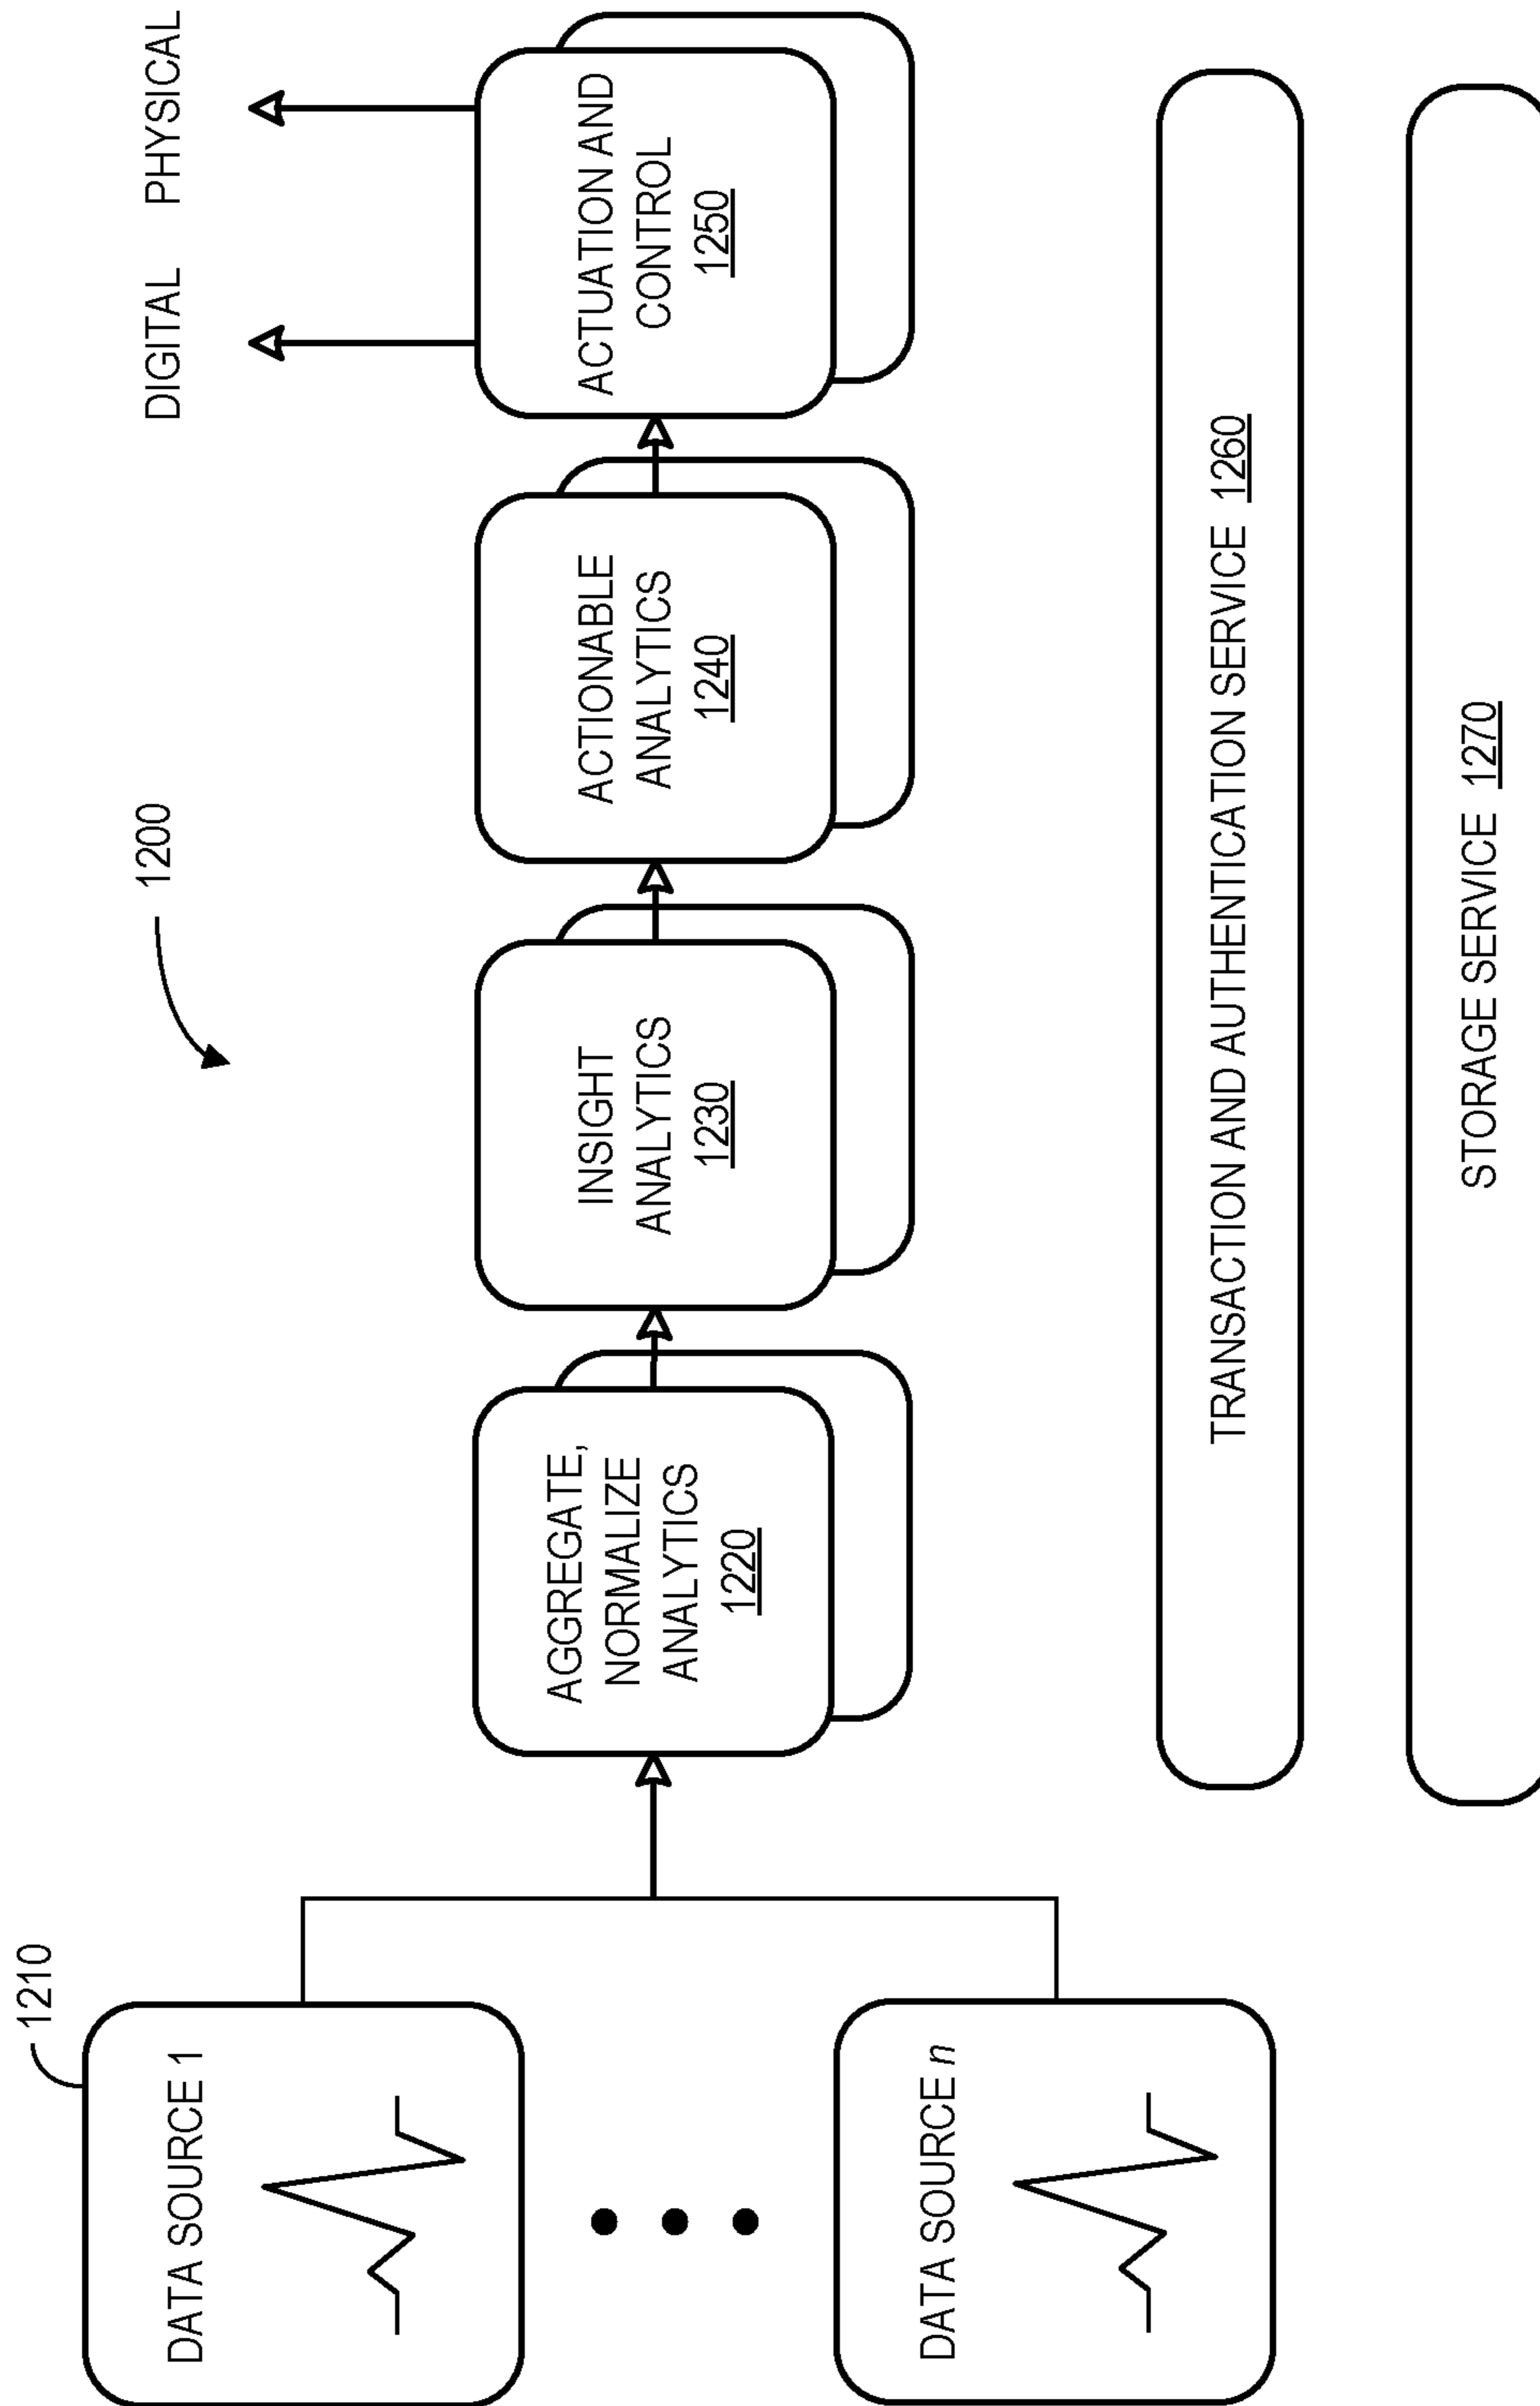 1200
DIGITAL
PHYSICAL
1210
DATA SOURCE 1
DATA SOURCE n
AGGREGATE,
NORMALIZE
ANALYTICS
1220
INSIGHT
ANALYTICS
1230
ACTIONABLE
ANALYTICS
1240
ACTUATION AND
CONTROL
1250
TRANSACTION AND AUTHENTICATION SERVICE 1260
STORAGE SERVICE 1270